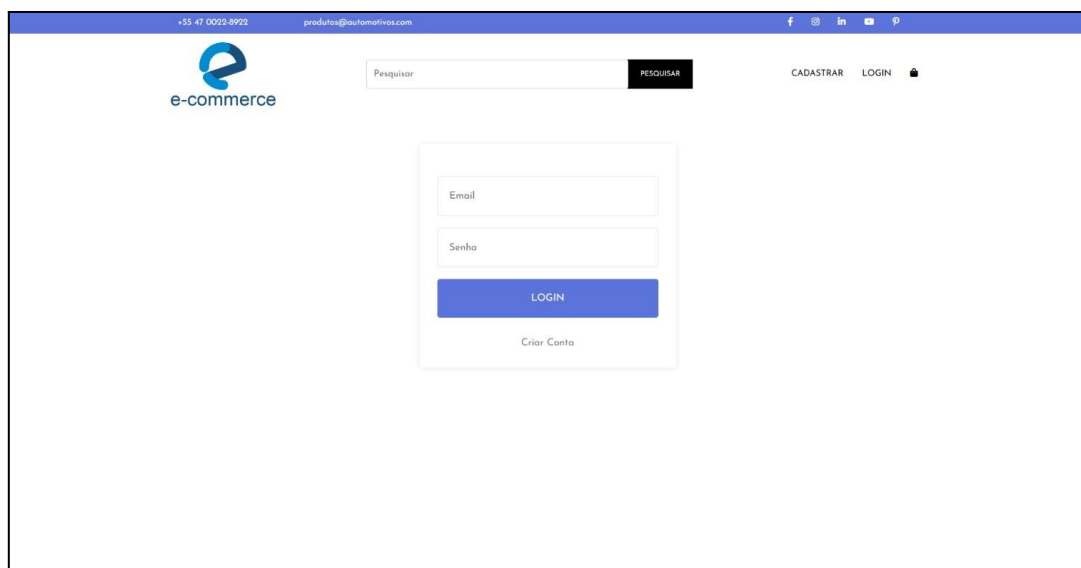 +55 47 0022-8922 produtos@automotivos.com
e-commerce
Pesquisar PESQUISAR
CADASTRAR LOGIN
Email
Senha
LOGIN
Criar Conta